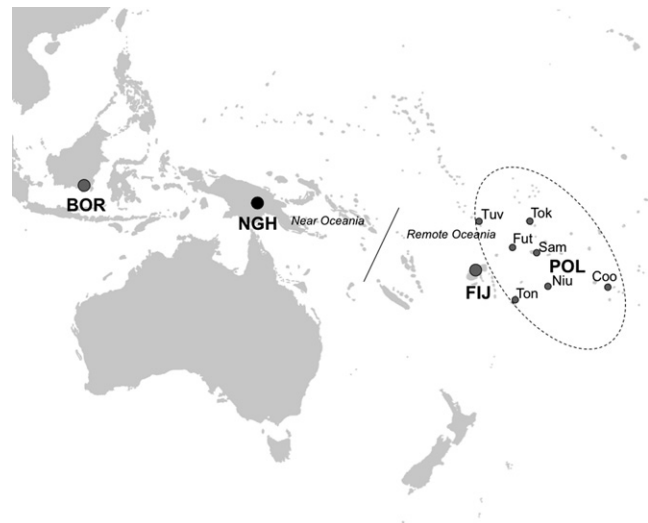 BOR
NGH
Near Oceania
Remote Oceania
Tuv
Tok
Fut
Sam
POL
Niu
Coo
FIJ
Ton